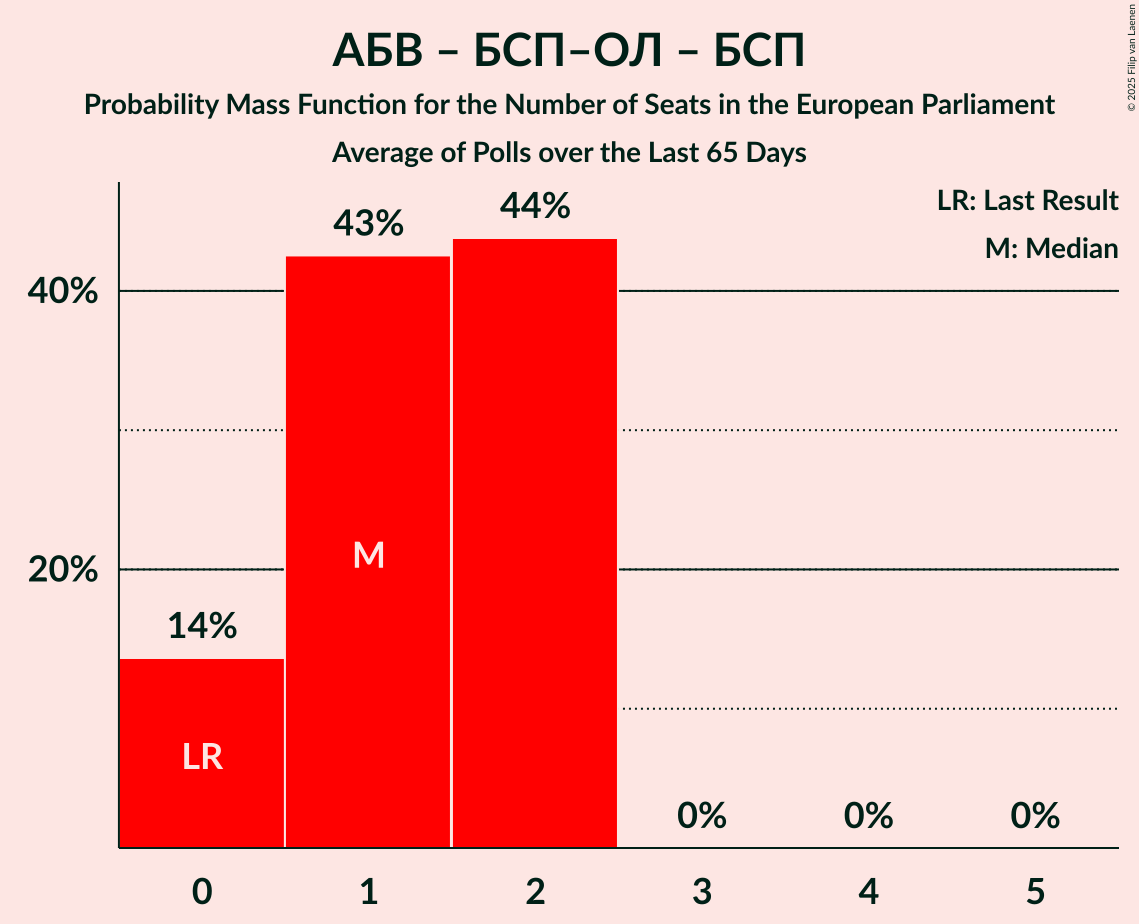 АБВ – БСП–ОЛ – БСП
Probability Mass Function for the Number of Seats in the European Parliament
Average of Polls over the Last 65 Days
© 2025 Filip van Laenen
LR: Last Result
M: Median
44%
43%
40%
M
20%
14%
LR
0% 0% 0%
0 1 2 3 4 5